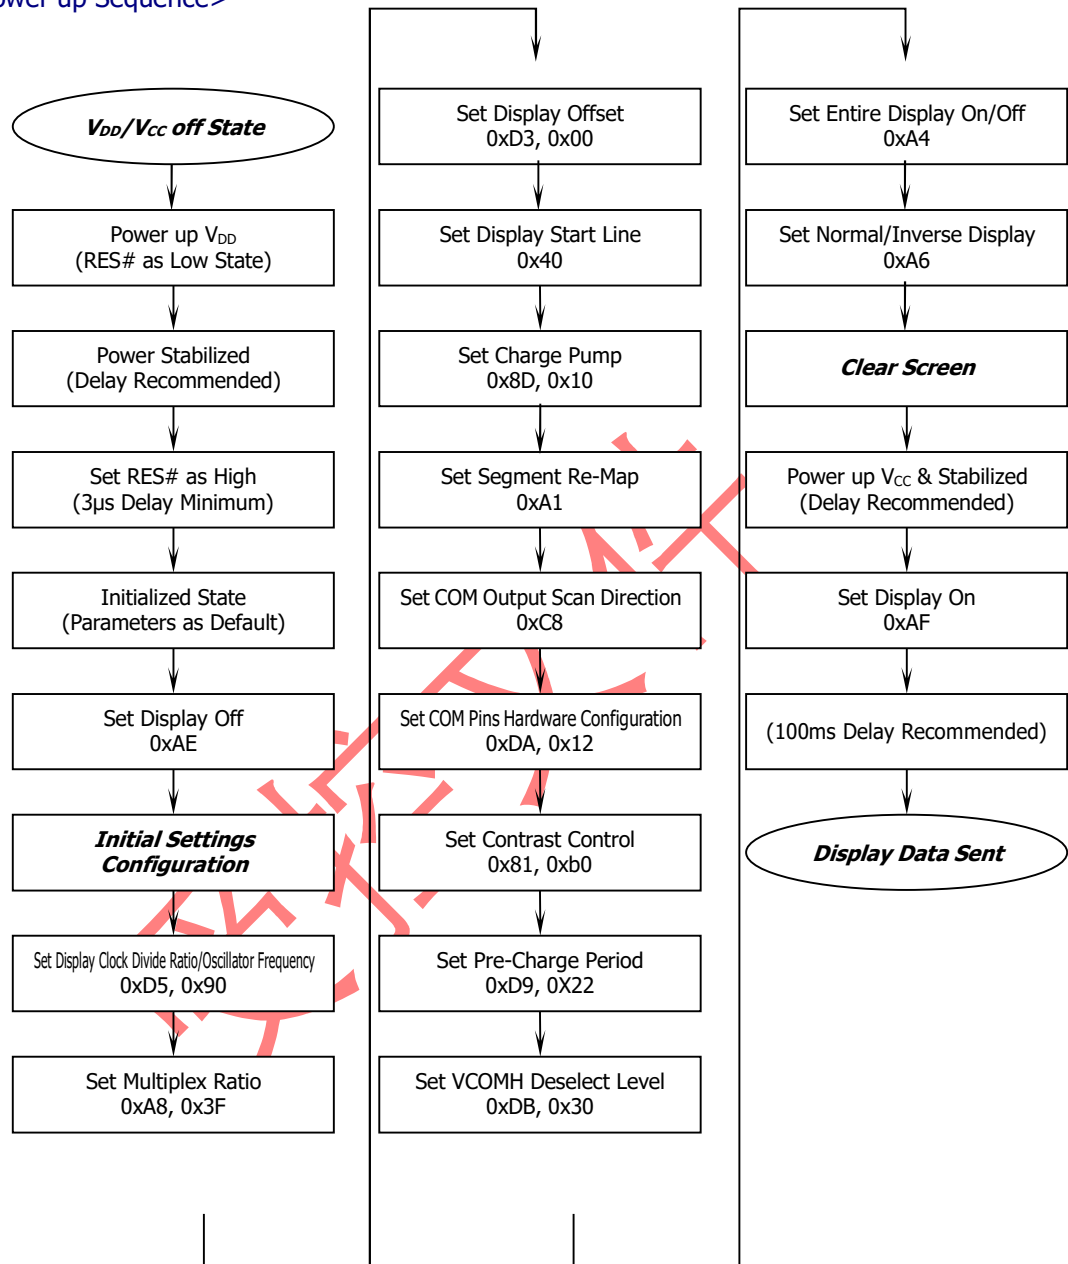 ower up Sequence>
VDD/VCC off State
Power up VDD
(RES# as Low State)
Power Stabilized
(Delay Recommended)
Set RES# as High
(3μs Delay Minimum)
Initialized State
(Parameters as Default)
Set Display Off
0xAE
Initial Settings
Configuration
Set Display Clock Divide Ratio/Oscillator Frequency
0xD5, 0x90
Set Multiplex Ratio
0xA8, 0x3F
Set Display Offset
0xD3, 0x00
Set Display Start Line
0x40
Set Charge Pump
0x8D, 0x10
Set Segment Re-Map
0xA1
Set COM Output Scan Direction
0xC8
Set COM Pins Hardware Configuration
0xDA, 0x12
Set Contrast Control
0x81, 0xb0
Set Pre-Charge Period
0xD9, 0X22
Set VCOMH Deselect Level
0xDB, 0x30
Set Entire Display On/Off
0xA4
Set Normal/Inverse Display
0xA6
Clear Screen
Power up VCC & Stabilized
(Delay Recommended)
Set Display On
0xAF
(100ms Delay Recommended)
Display Data Sent